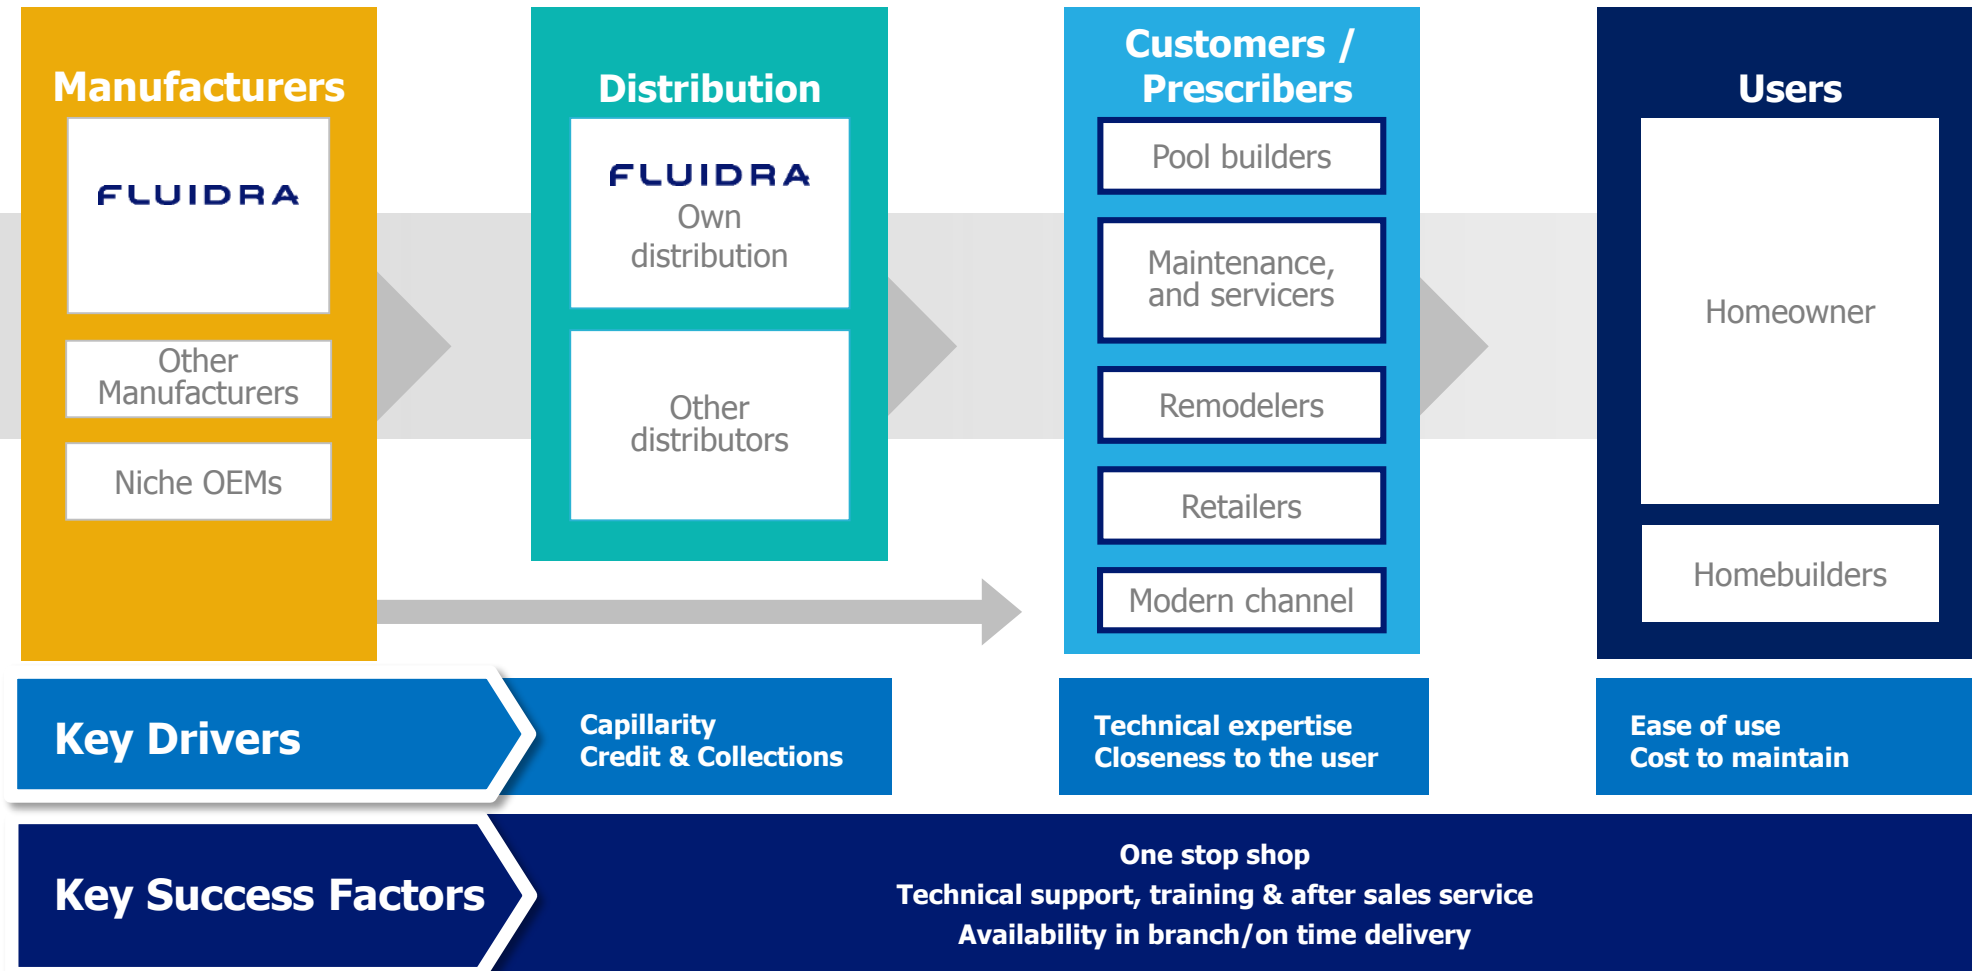 Manufacturers
FLUIDRA
Other
Manufacturers
Niche OEMs
Distribution
FLUIDRA
Own
distribution
Other
distributors
Customers /
Prescribers
Pool builders
Maintenance,
and servicers
Remodelers
Retailers
Modern channel
Users
Homeowner
Homebuilders
Key Drivers
Capillarity
Credit & Collections
Technical expertise
Closeness to the user
Ease of use
Cost to maintain
Key Success Factors
One stop shop
Technical support, training & after sales service
Availability in branch/on time delivery